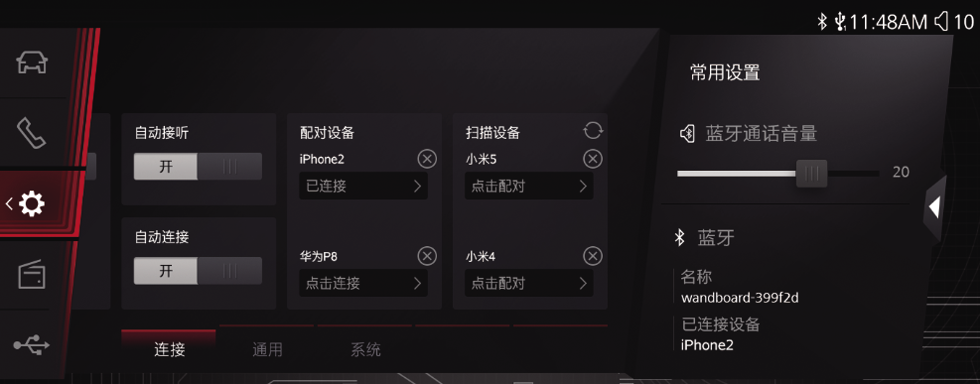 11:48AM 10
自动接听
开
自动连接
开
配对设备
iPhone2
已连接
华为P8
点击连接
扫描设备
小米5
点击配对
小米4
点击配对
连接 通用 系统
常用设置
蓝牙通话音量
20
蓝牙
名称
wandboard-399f2d
已连接设备
iPhone2